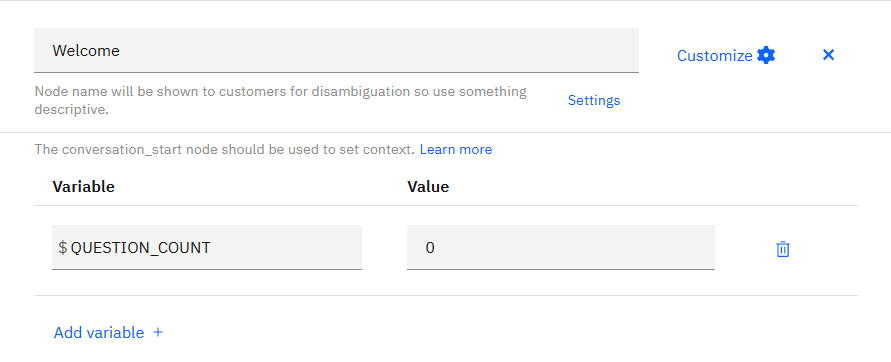 Welcome
Customize
Node name will be shown to customers for disambiguation so use something
descriptive.
Settings
The conversation_start node should be used to set context. Learn more
Variable Value
$ QUESTION_COUNT 0
Add variable +